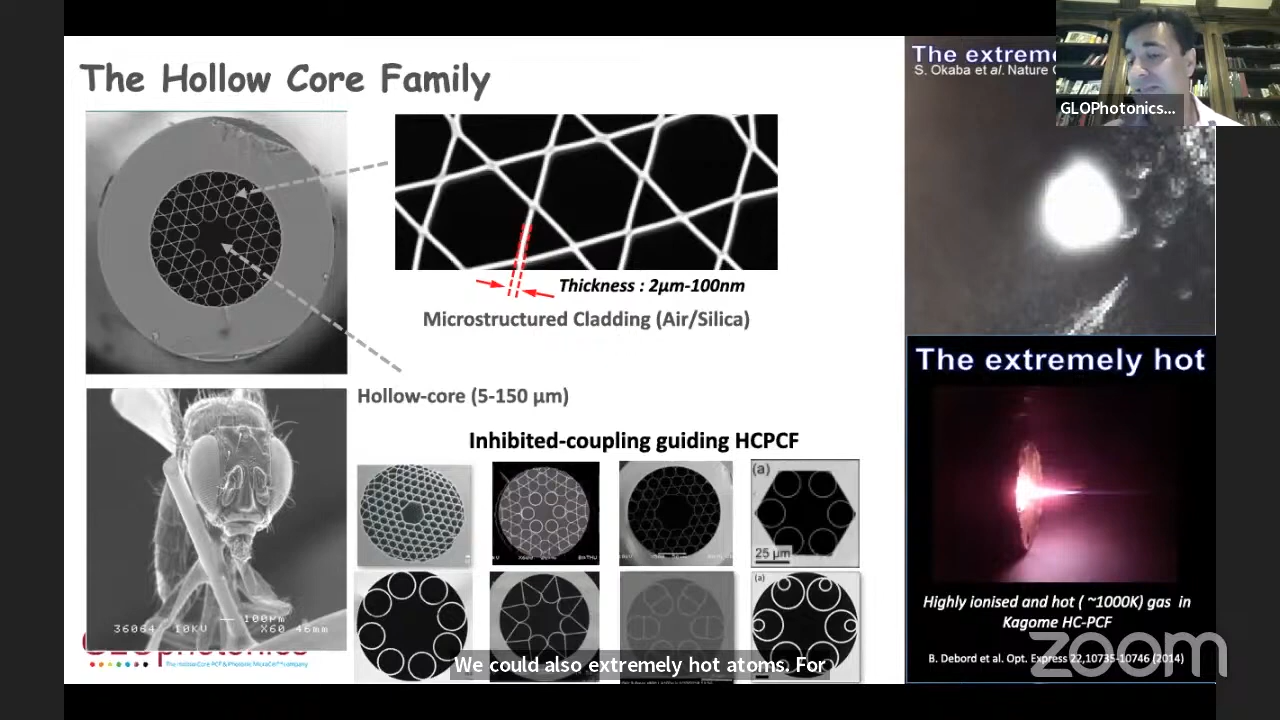 The Hollow Core Family
The extrem
S. Okaba et al. Nature C
GLOPhotonics...
Thickness : 2µm-100nm
Microstructured Cladding (Air/Silica)
Hollow-core (5-150 µm)
The extremely hot
Inhibited-coupling guiding HCPCF
(a)
25 µm
(a)
36064 10KV 100µm X60 46mm
Highly ionised and hot ( ~1000K) gas in
Kagome HC-PCF
B. Debord et al. Opt. Express 22,10735-10746 (2014)
zoom
GLOphotonics
The Hollow Core PCF & Photonic MicroCell™ company
We could also extremely hot atoms. For